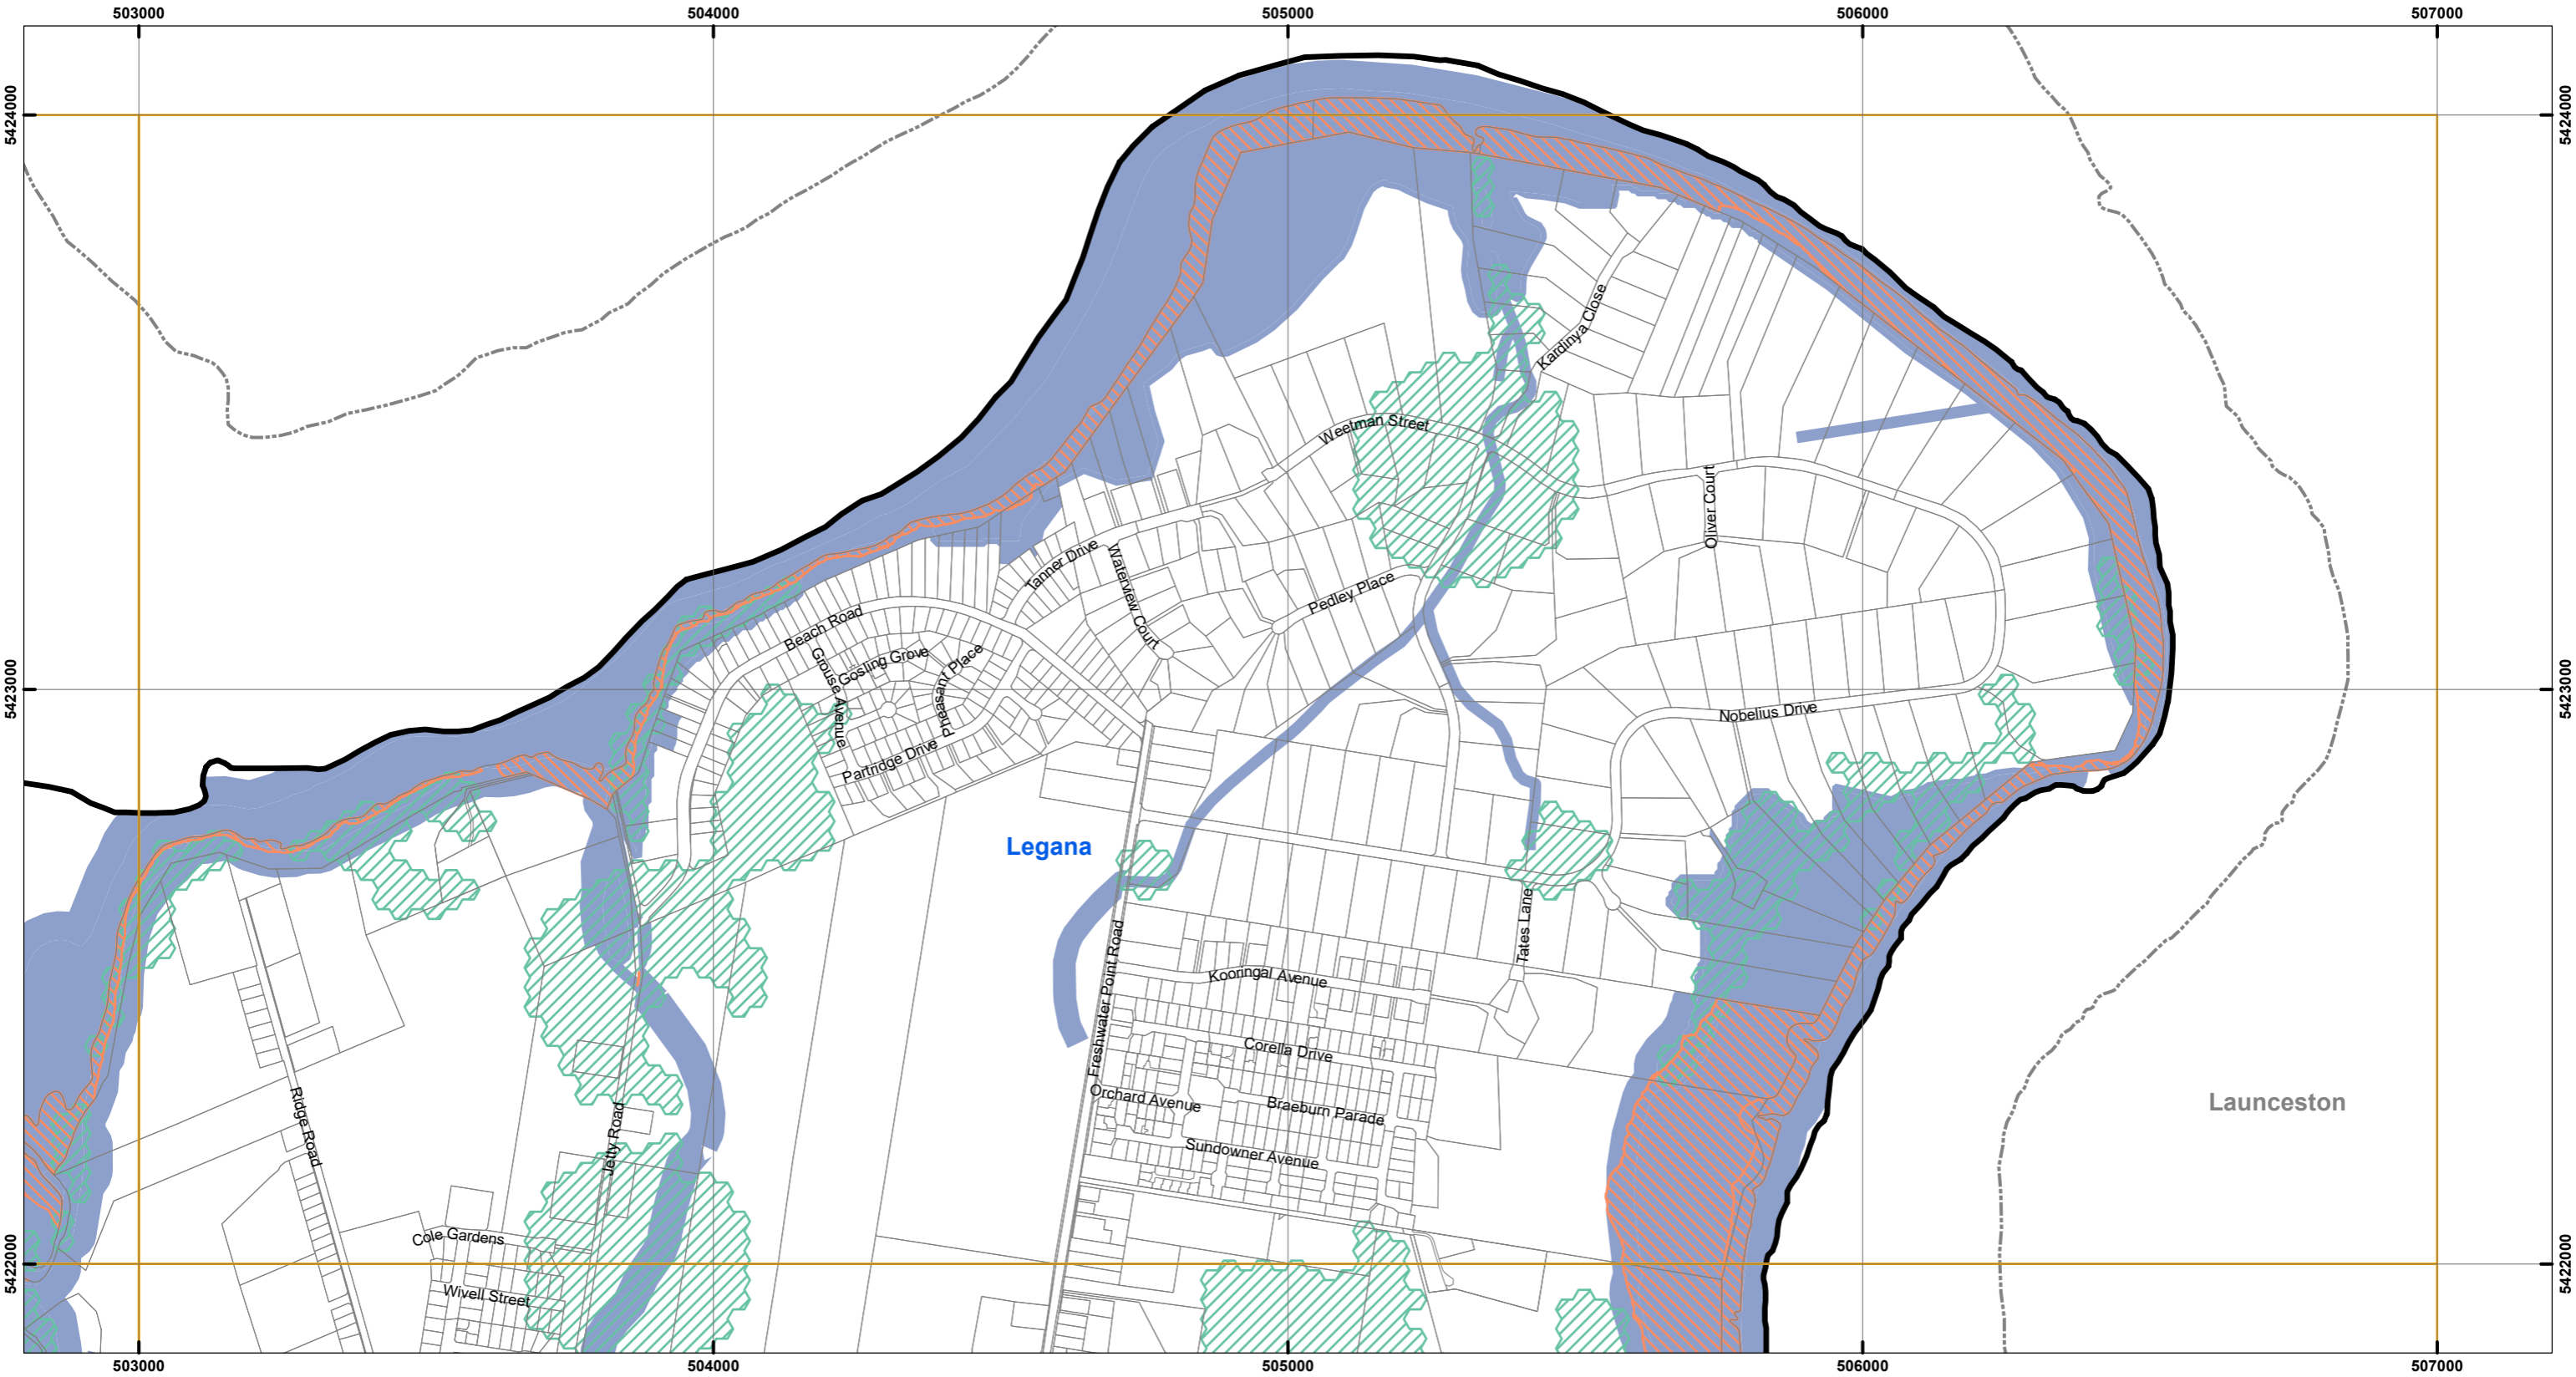 503000
504000
505000
506000
507000
5424000
5424000
Kardinya Close
Weetman Street
Oliver Court
Tanner Drive
Waterview Court
Pedley Place
Beach Road
Gosling Grove
Grouse Avenue
Pheasant Place
Partridge Drive
5423000
5423000
Nobelius Drive
Legana
Tates Lane
Freshwater Point Road
Kooringal Avenue
Corella Drive
Orchard Avenue
Braeburn Parade
Sundowner Avenue
Launceston
Ridge Road
Jetty Road
Cole Gardens
Wivell Street
5422000
5422000
503000
504000
505000
506000
507000